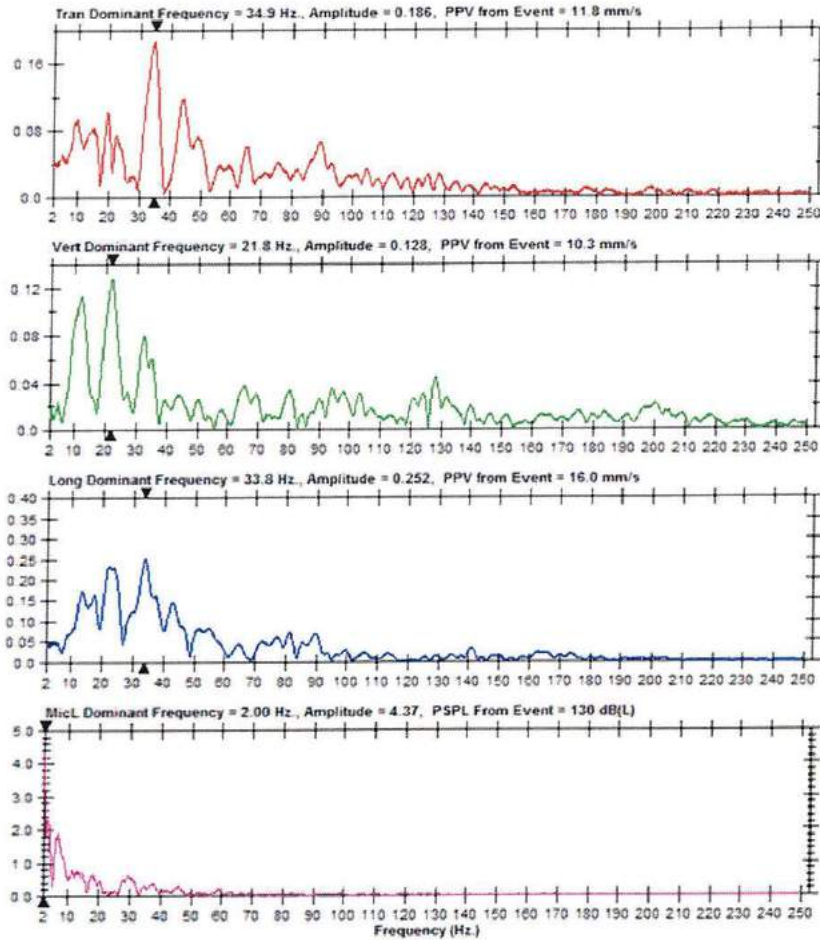 Tran Dominant Frequency = 34.9 Hz., Amplitude = 0.186, PPV from Event = 11.8 mm/s
0.16
0.08
0.0
2 10 20 30 40 50 60 70 80 90 100 110 120 130 140 150 160 170 180 190 200 210 220 230 240 250
Vert Dominant Frequency = 21.8 Hz., Amplitude = 0.128, PPV from Event = 10.3 mm/s
0.12
0.08
0.04
0.0
2 10 20 30 40 50 60 70 80 90 100 110 120 130 140 150 160 170 180 190 200 210 220 230 240 250
Long Dominant Frequency = 33.8 Hz., Amplitude = 0.252, PPV from Event = 16.0 mm/s
0.40
0.35
0.30
0.25
0.20
0.15
0.10
0.05
0.0
2 10 20 30 40 50 60 70 80 90 100 110 120 130 140 150 160 170 180 190 200 210 220 230 240 250
MicL Dominant Frequency = 2.00 Hz., Amplitude = 4.37, PSPL From Event = 130 dB(L)
5.0
4.0
3.0
2.0
1.0
0.0
2 10 20 30 40 50 60 70 80 90 100 110 120 130 140 150 160 170 180 190 200 210 220 230 240 250
Frequency (Hz.)